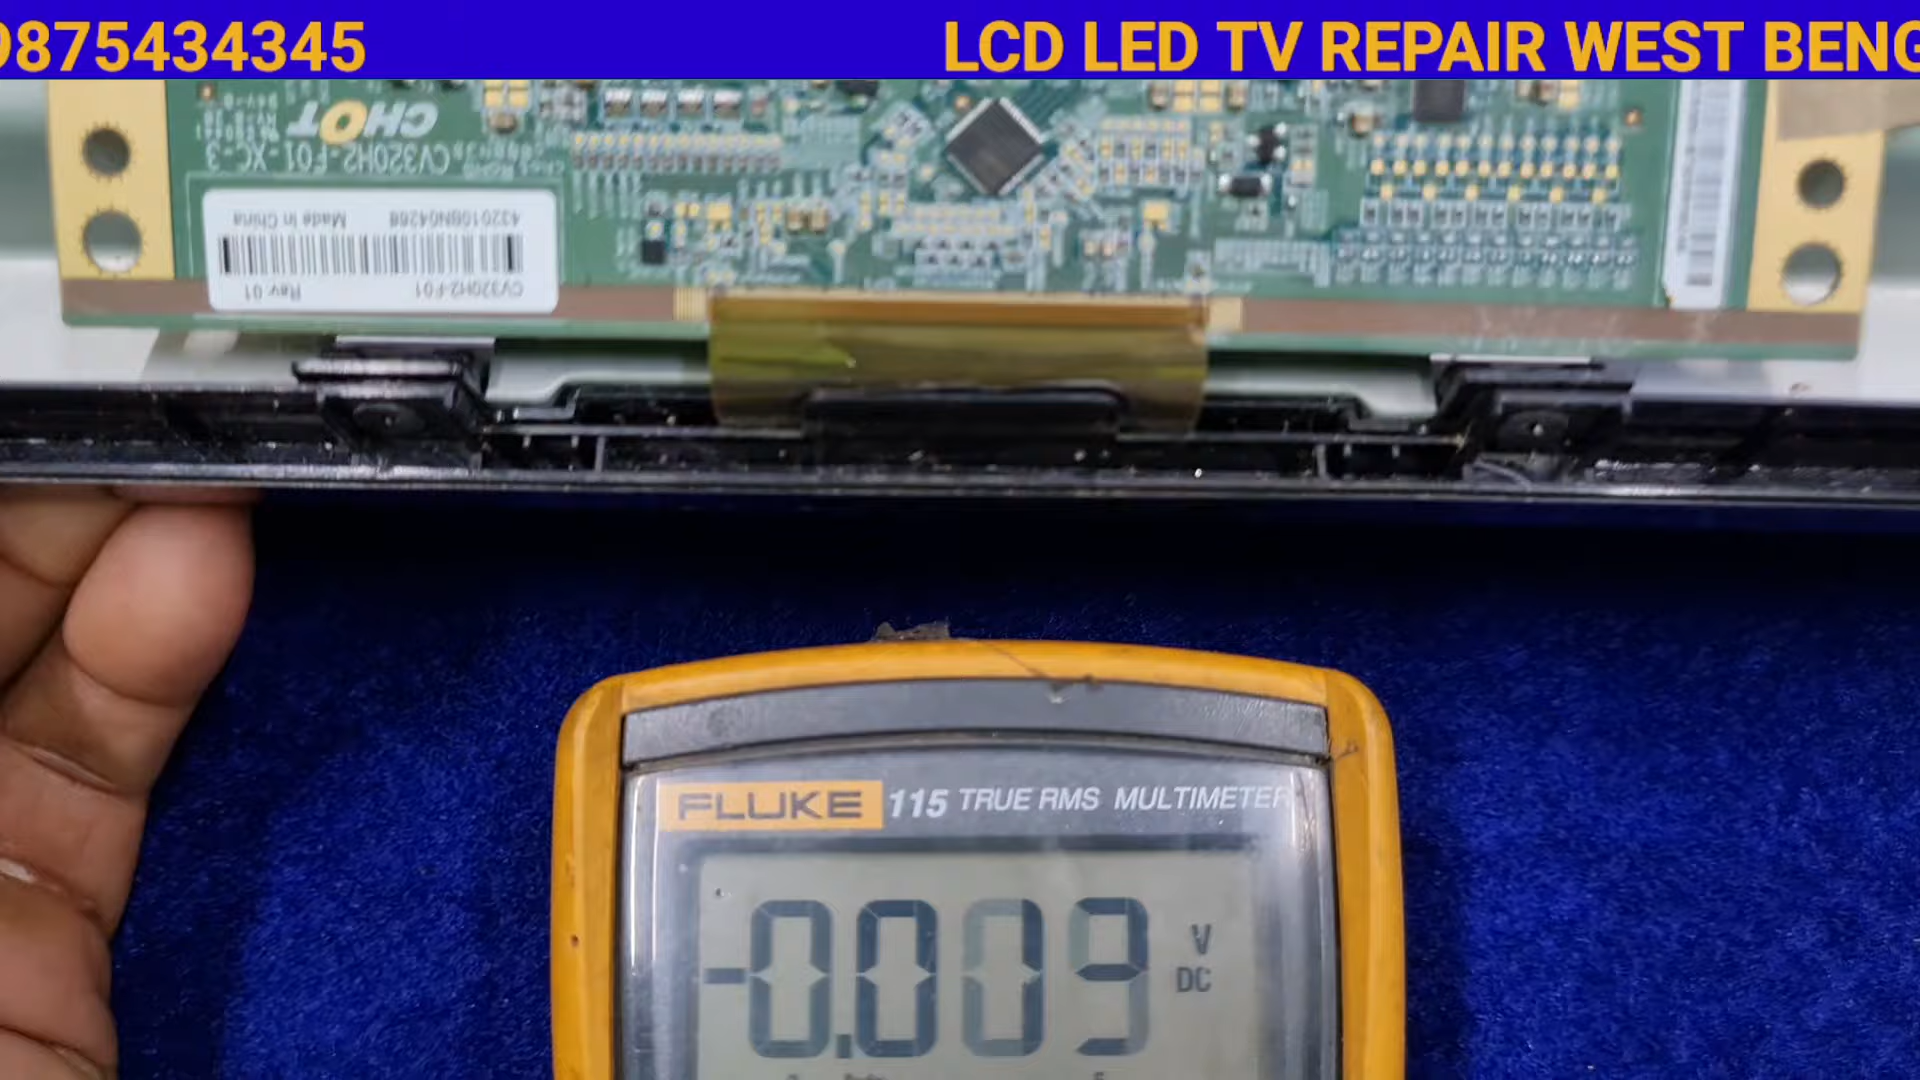 9875434345
LCD LED TV REPAIR WEST BENG
CHOT
CV320H2-F01-XC-3
432010BN04268
Made in China
CV320H2-F01
Rev: 01
FLUKE 115 TRUE RMS MULTIMETER
-0.009
V
DC